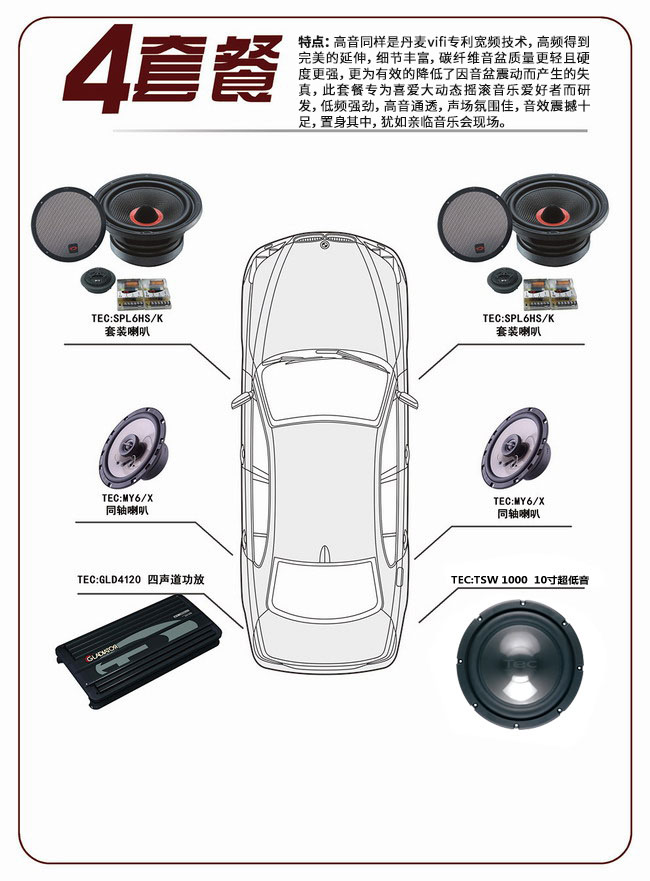 4套餐
特点：高音同样是丹麦vifi专利宽频技术，高频得到
完美的延伸，细节丰富，碳纤维音盆质量更轻且硬
度更强，更为有效的降低了因音盆震动而产生的失
真，此套餐专为喜爱大动态摇滚音乐爱好者而研
发，低频强劲，高音通透，声场氛围佳，音效震撼十
足，置身其中，犹如亲临音乐会现场。
TEC:SPL6HS/K
套装喇叭
TEC:SPL6HS/K
套装喇叭
TEC:MY6/X
同轴喇叭
TEC:MY6/X
同轴喇叭
TEC:GLD4120 四声道功放
TEC:TSW 1000 10寸超低音
GLADIATOR
TEC